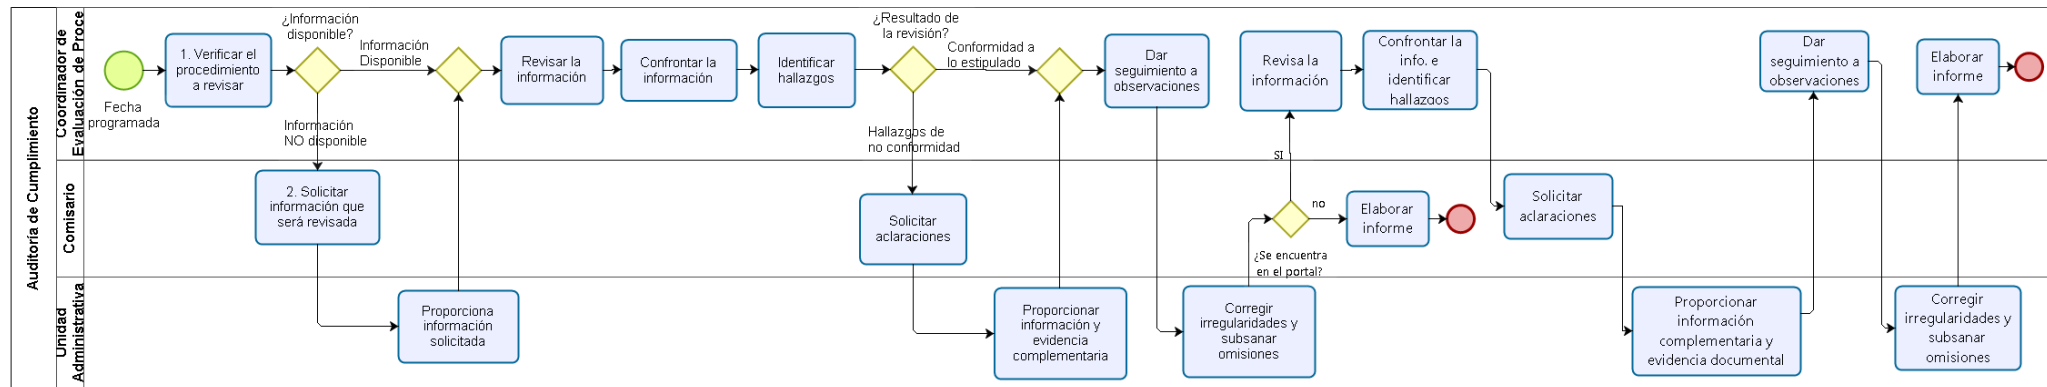 Auditoría de Cumplimiento
Coordinador de
Evaluación de Proce
Comisario
Unidad
Administrativa
Fecha
programada
1. Verificar el
procedimiento
a revisar
¿Información
disponible?
Información
Disponible
Información
NO disponible
2. Solicitar
información que
será revisada
Proporciona
información
solicitada
Revisar la
información
Confrontar la
información
Identificar
hallazgos
¿Resultado de
la revisión?
Conformidad a
lo estipulado
Hallazgos de
no conformidad
Solicitar
aclaraciones
Proporcionar
información y
evidencia
complementaria
Dar
seguimiento a
observaciones
Corregir
irregularidades y
subsanar
omisiones
¿Se encuentra
en el portal?
SI
no
Elaborar
informe
Revisa la
información
Confrontar la
info. e
identificar
hallazgos
Solicitar
aclaraciones
Proporcionar
información
complementaria y
evidencia documental
Dar
seguimiento a
observaciones
Corregir
irregularidades y
subsanar
omisiones
Elaborar
informe